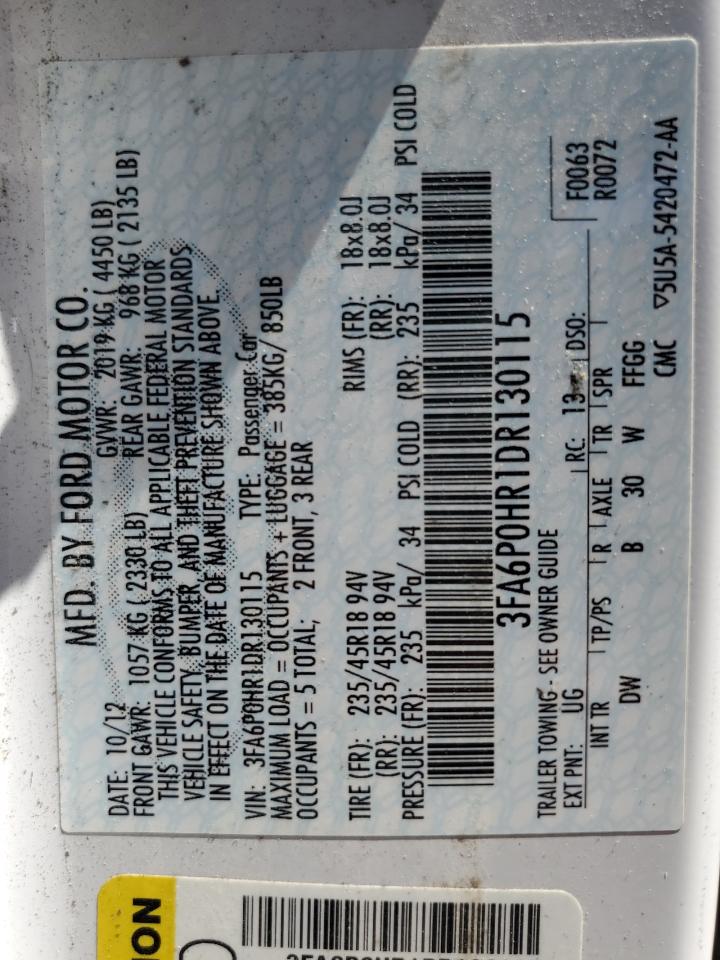 MFD. BY FORD MOTOR CO.
DATE: 10/12 GVWR: 2019 KG ( 4450 LB)
FRONT GAWR: 1057 KG ( 2330 LB) REAR GAWR: 968 KG ( 2135 LB)
THIS VEHICLE CONFORMS TO ALL APPLICABLE FEDERAL MOTOR
VEHICLE SAFETY, BUMPER, AND THEFT PREVENTION STANDARDS
IN EFFECT ON THE DATE OF MANUFACTURE SHOWN ABOVE.
VIN: 3FA6P0HR1DR130115 TYPE: Passenger Car
MAXIMUM LOAD = OCCUPANTS + LUGGAGE = 385KG/ 850LB
OCCUPANTS = 5 TOTAL; 2 FRONT, 3 REAR
TIRE (FR): 235/45R18 94V RIMS (FR): 18x8.0J
(RR): 235/45R18 94V (RR): 18x8.0J
PRESSURE (FR): 235 kPa/ 34 PSI COLD (RR): 235 kPa/ 34 PSI COLD
3FA6P0HR1DR130115
TRAILER TOWING - SEE OWNER GUIDE F0063
EXT PNT: UG RC: 13 DSO: R0072
INT TR TP/PS R AXLE TR SPR
DW B 30 W FFGG
CMC ▽5U5A-5420472-AA
ION